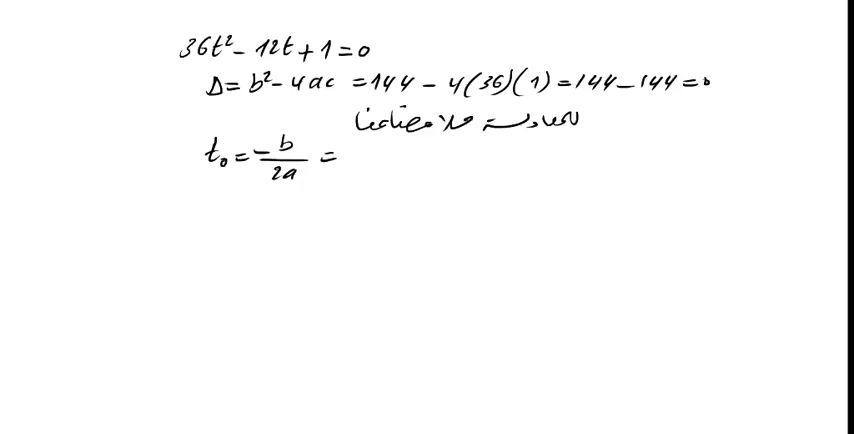 36t² - 12t + 1 = 0
Δ = b² - 4ac = 144 - 4(36)(1) = 144 - 144 = 0
للمعادلة حلا مضاعفا
t₀ = -b/2a =